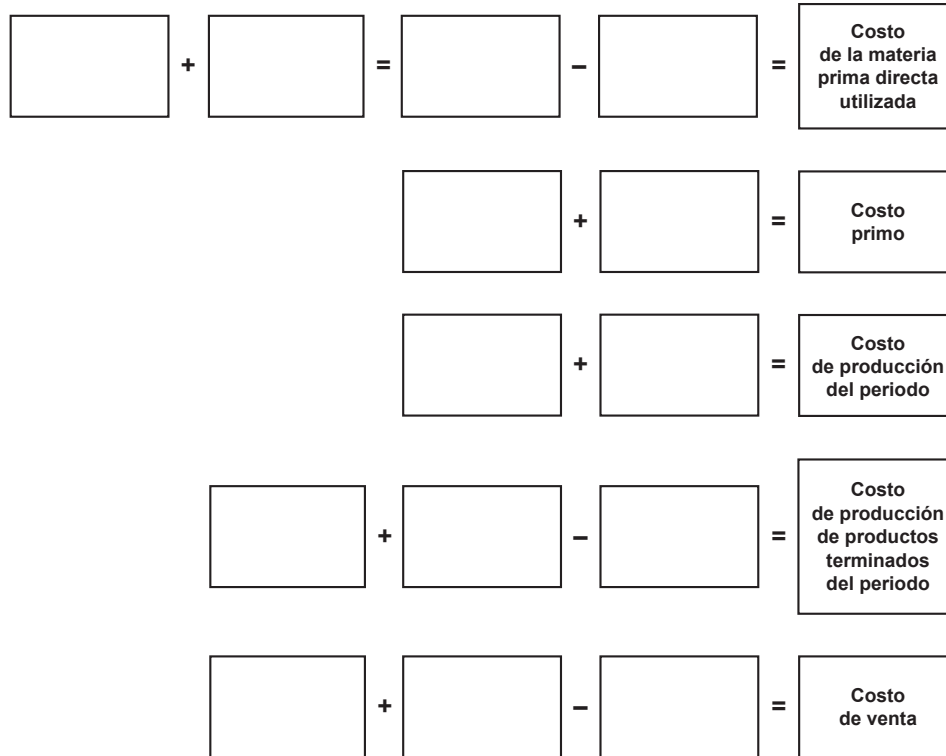 + = – = Costo
de la materia
prima directa
utilizada
+ = Costo
primo
+ = Costo
de producción
del periodo
+ – = Costo
de producción
de productos
terminados
del periodo
+ – = Costo
de venta